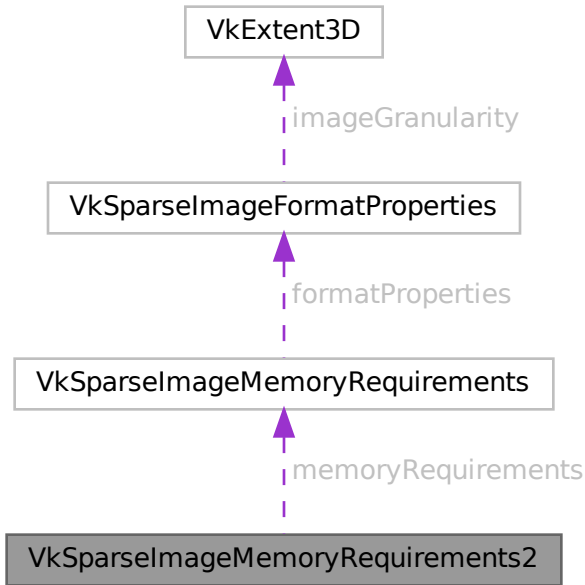 VkExtent3D
imageGranularity
VkSparseImageFormatProperties
formatProperties
VkSparseImageMemoryRequirements
memoryRequirements
VkSparseImageMemoryRequirements2